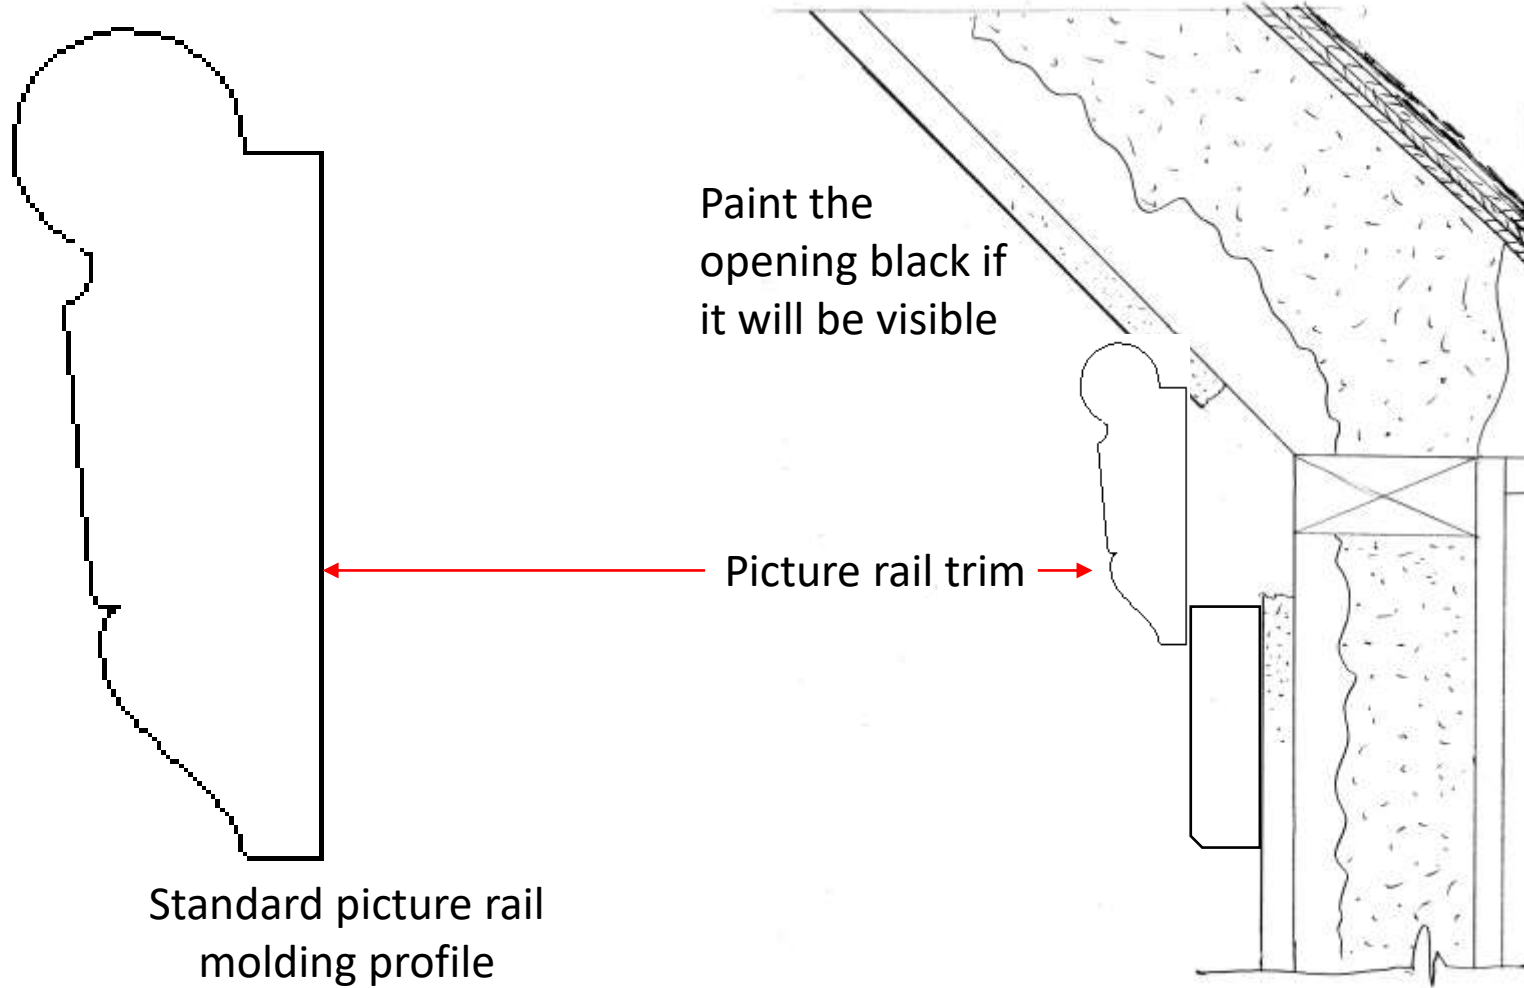 Paint the
opening black if
it will be visible
Picture rail trim
Standard picture rail
molding profile